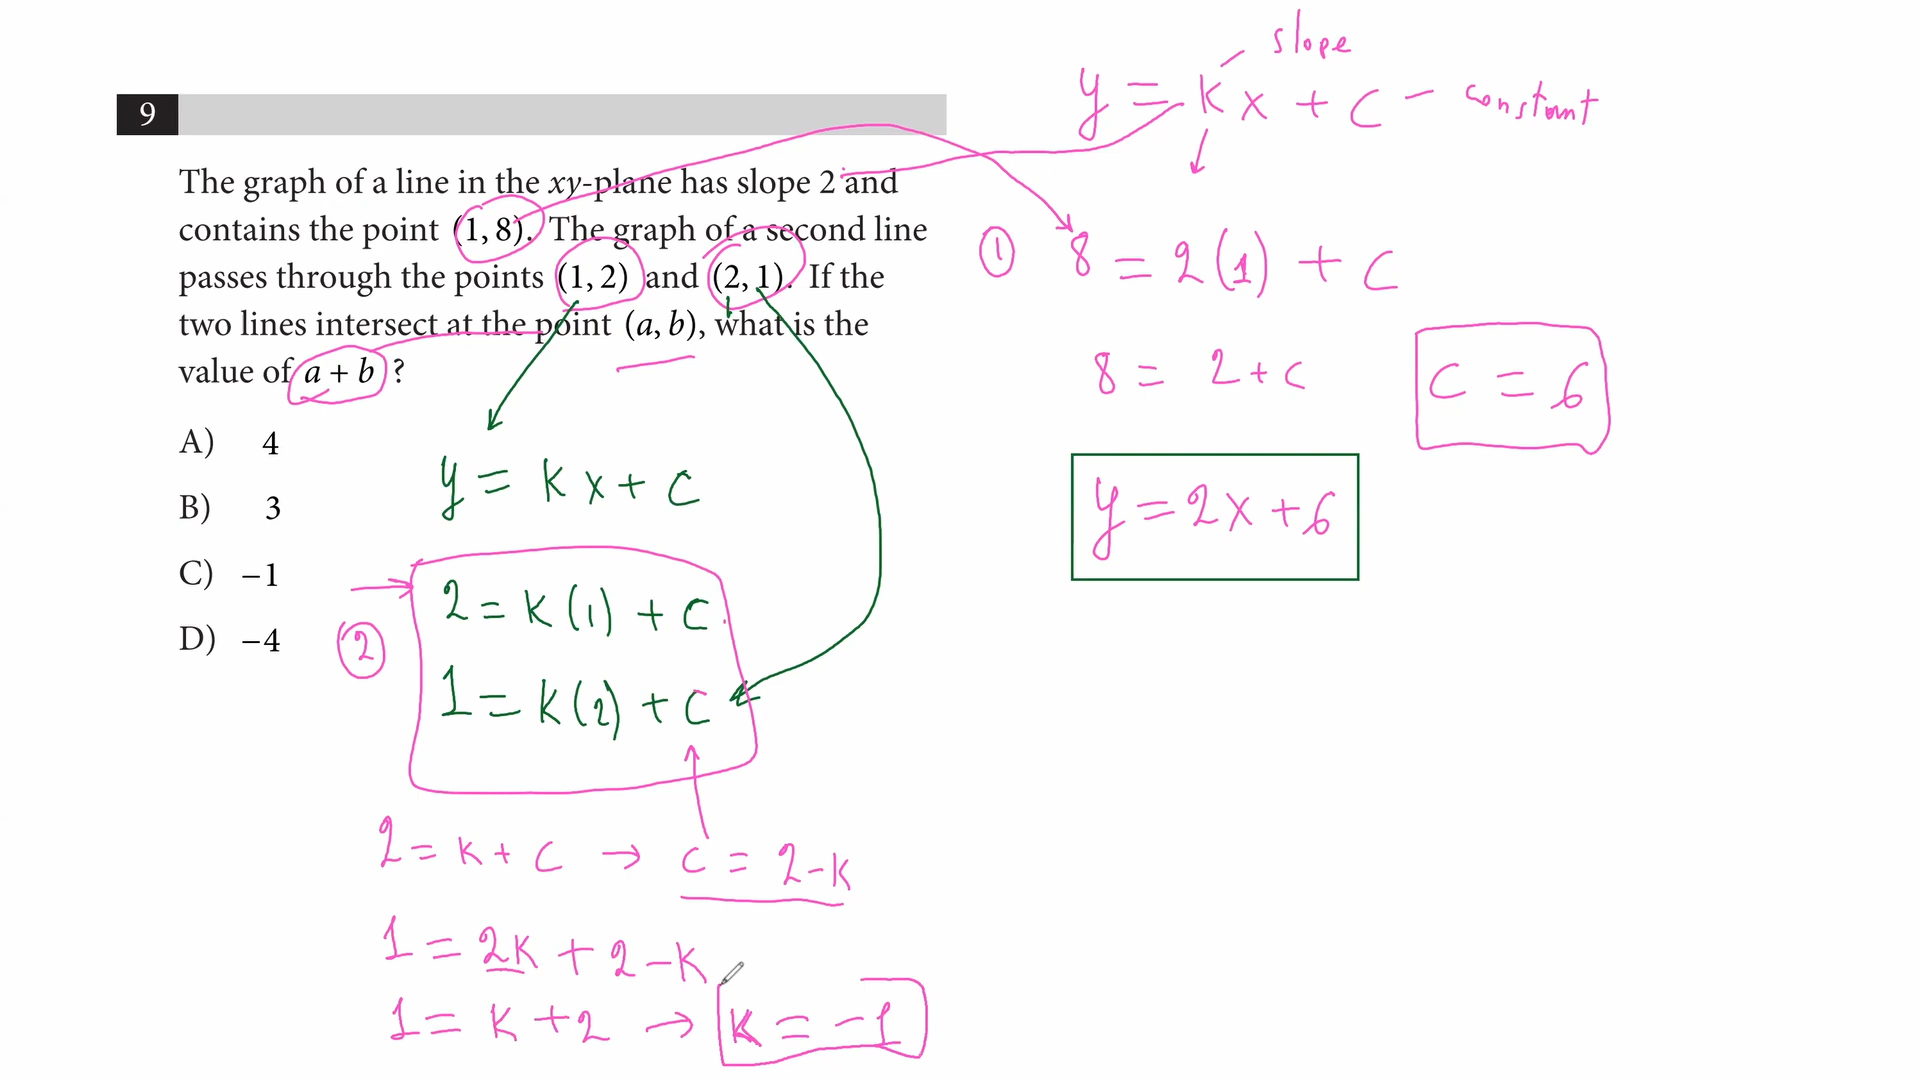 9
The graph of a line in the xy-plane has slope 2 and
contains the point (1, 8). The graph of a second line
passes through the points (1, 2) and (2, 1). If the
two lines intersect at the point (a, b), what is the
value of a + b ?
A) 4
B) 3
C) −1
D) −4
y = kx + c
2 = k(1) + c
1 = k(2) + c
2
2 = k + c → c = 2 - k
1 = 2k + 2 - k
1 = k + 2 → k = -1
slope
y = kx + c - constant
1 8 = 2(1) + c
8 = 2 + c
c = 6
y = 2x + 6